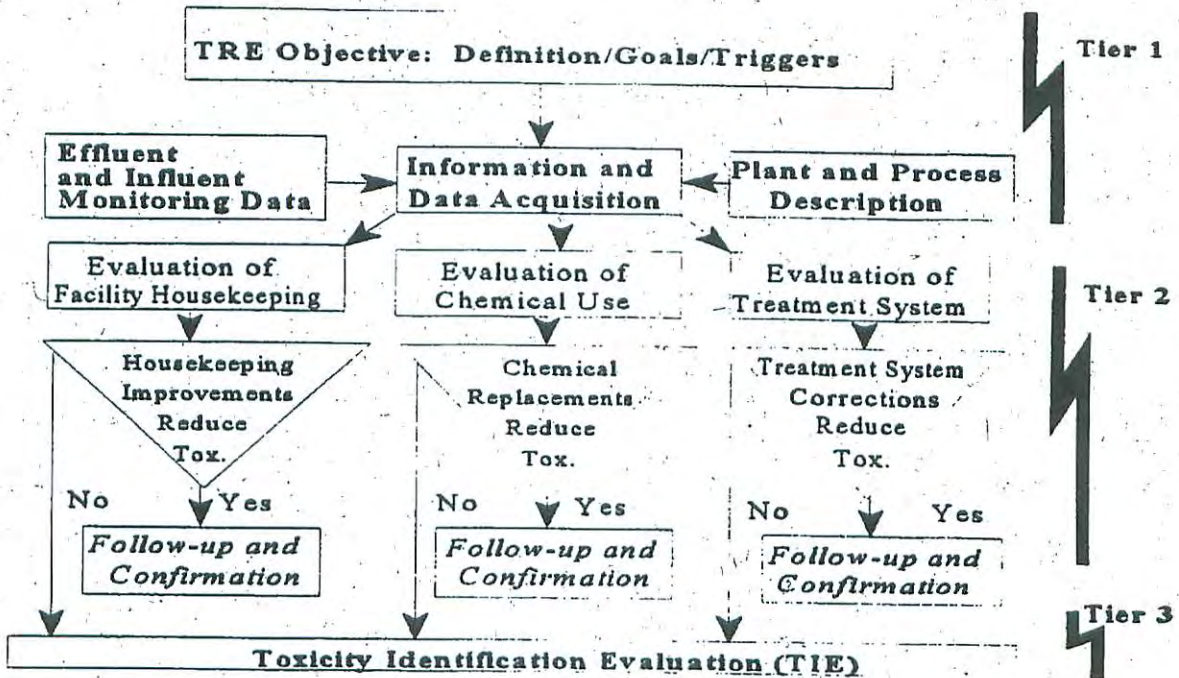 TRE Objective: Definition/Goals/Triggers
Tier 1
Effluent
and Influent
Monitoring Data
Information and
Data Acquisition
Plant and Process
Description
Evaluation of
Facility Housekeeping
Evaluation of
Chemical Use
Evaluation of
Treatment System
Tier 2
Housekeeping
Improvements
Reduce
Tox.
Chemical
Replacements
Reduce
Tox.
Treatment System
Corrections
Reduce
Tox.
No
Yes
No
Yes
No
Yes
Follow-up and
Confirmation
Follow-up and
Confirmation
Follow-up and
Confirmation
Tier 3
Toxicity Identification Evaluation (TIE)